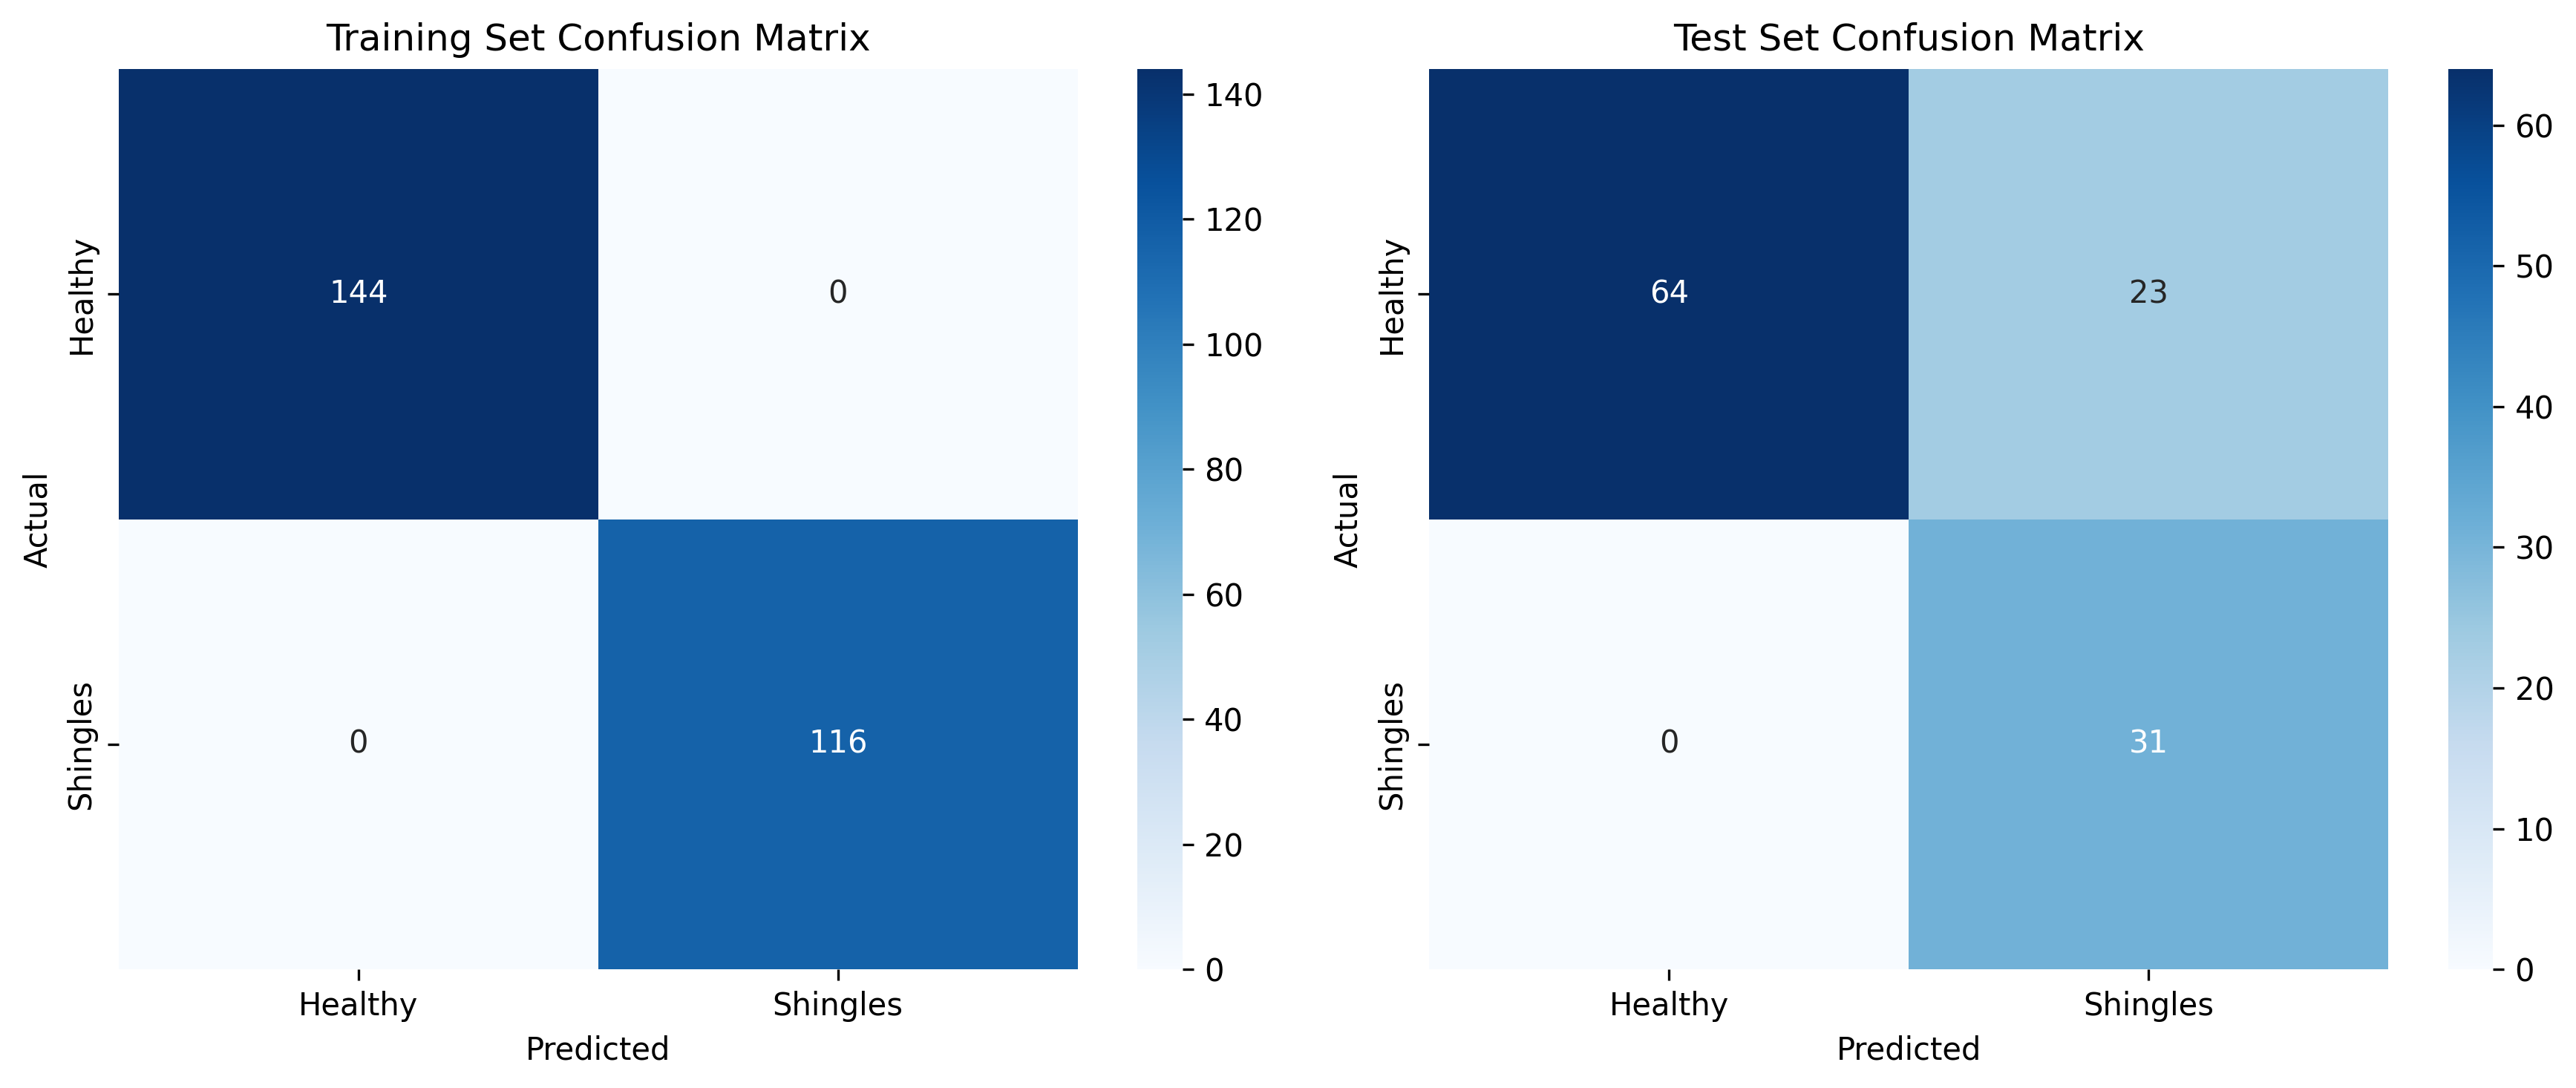 Training Set Confusion Matrix
Healthy
Shingles
Actual
144
0
0
116
Healthy
Shingles
Predicted
140
120
100
80
60
40
20
0
Test Set Confusion Matrix
Healthy
Shingles
Actual
64
23
0
31
Healthy
Shingles
Predicted
60
50
40
30
20
10
0